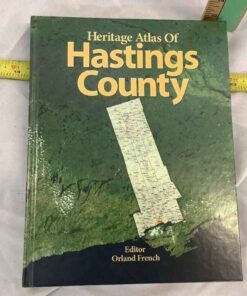 Heritage Atlas Of
Hastings
County
Editor
Orland French